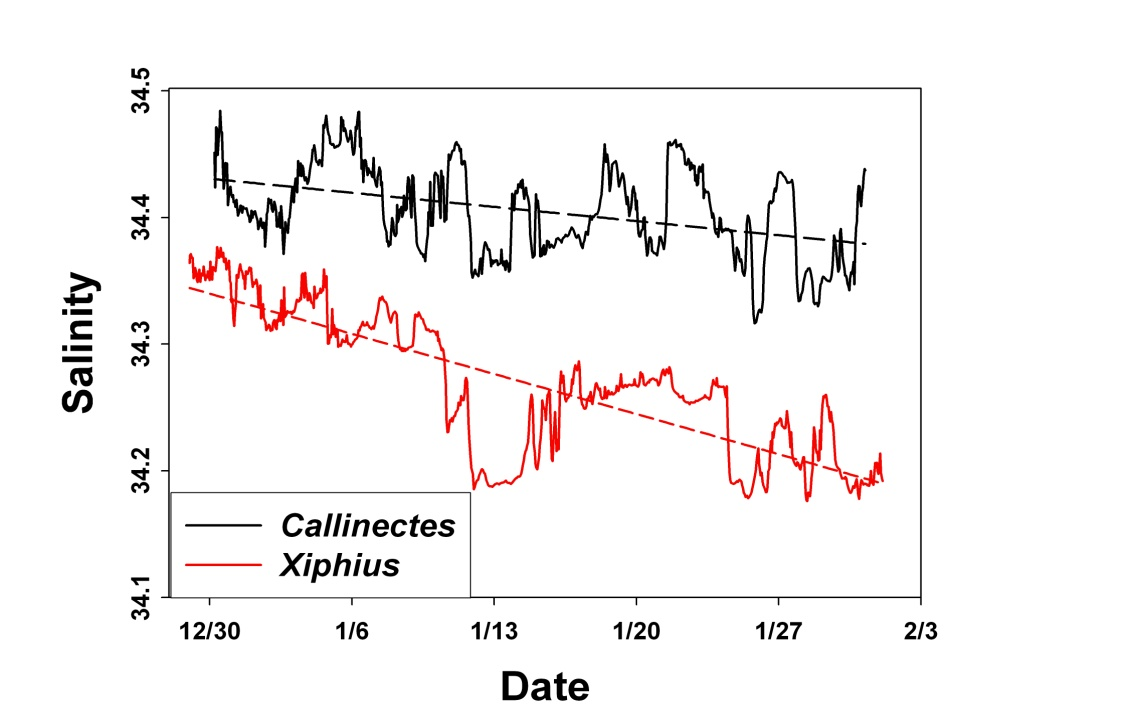 34.5
34.4
34.3
34.2
34.1
Salinity
Callinectes
Xiphius
12/30 1/6 1/13 1/20 1/27 2/3
Date